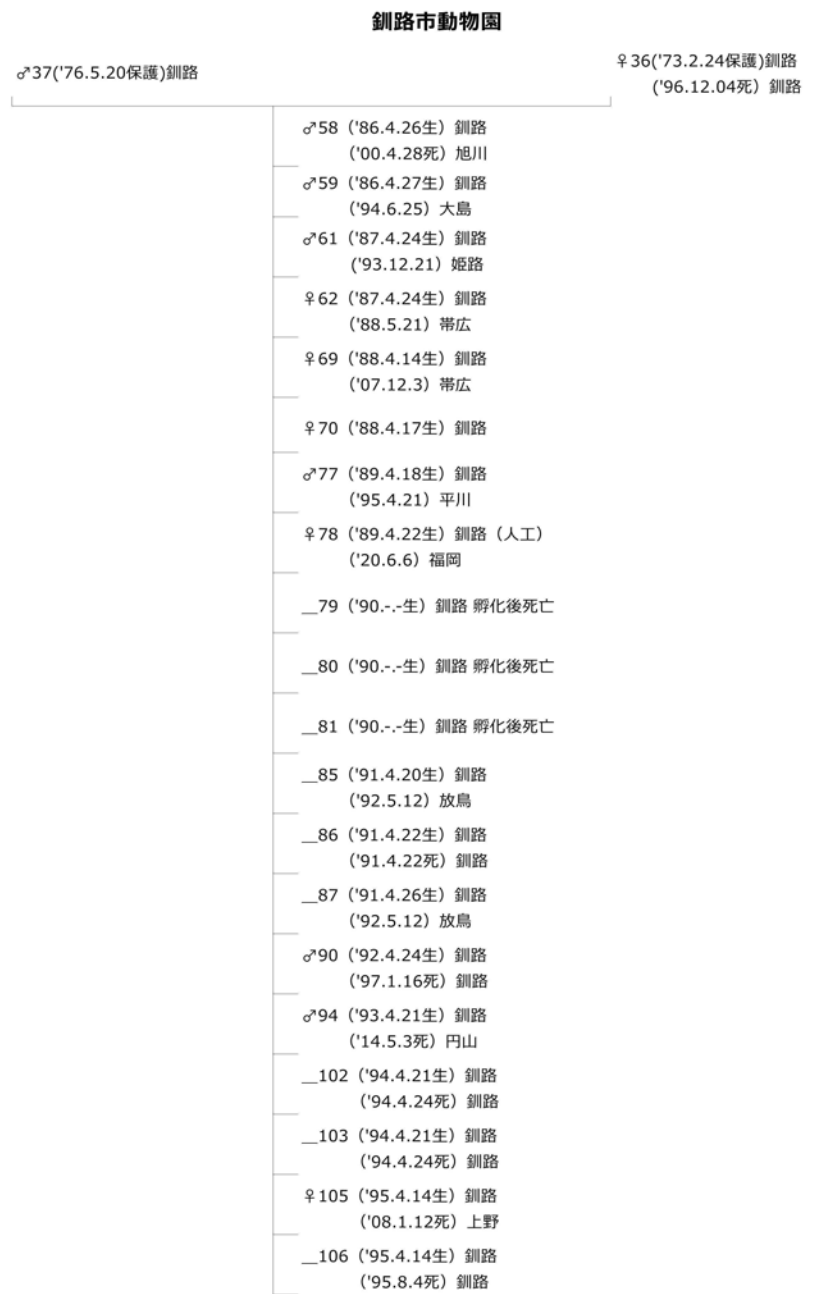 釧路市動物園
♂37('76.5.20保護)釧路
♀36('73.2.24保護)釧路
('96.12.04死）釧路
♂58（'86.4.26生）釧路
（'00.4.28死）旭川
♂59（'86.4.27生）釧路
（'94.6.25）大島
♂61（'87.4.24生）釧路
('93.12.21）姫路
♀62（'87.4.24生）釧路
（'88.5.21）帯広
♀69（'88.4.14生）釧路
（'07.12.3）帯広
♀70（'88.4.17生）釧路
♂77（'89.4.18生）釧路
（'95.4.21）平川
♀78（'89.4.22生）釧路（人工）
（'20.6.6）福岡
__79（'90.-.-生）釧路 孵化後死亡
__80（'90.-.-生）釧路 孵化後死亡
__81（'90.-.-生）釧路 孵化後死亡
__85（'91.4.20生）釧路
（'92.5.12）放鳥
__86（'91.4.22生）釧路
（'91.4.22死）釧路
__87（'91.4.26生）釧路
（'92.5.12）放鳥
♂90（'92.4.24生）釧路
（'97.1.16死）釧路
♂94（'93.4.21生）釧路
（'14.5.3死）円山
__102（'94.4.21生）釧路
（'94.4.24死）釧路
__103（'94.4.21生）釧路
（'94.4.24死）釧路
♀105（'95.4.14生）釧路
（'08.1.12死）上野
__106（'95.4.14生）釧路
（'95.8.4死）釧路